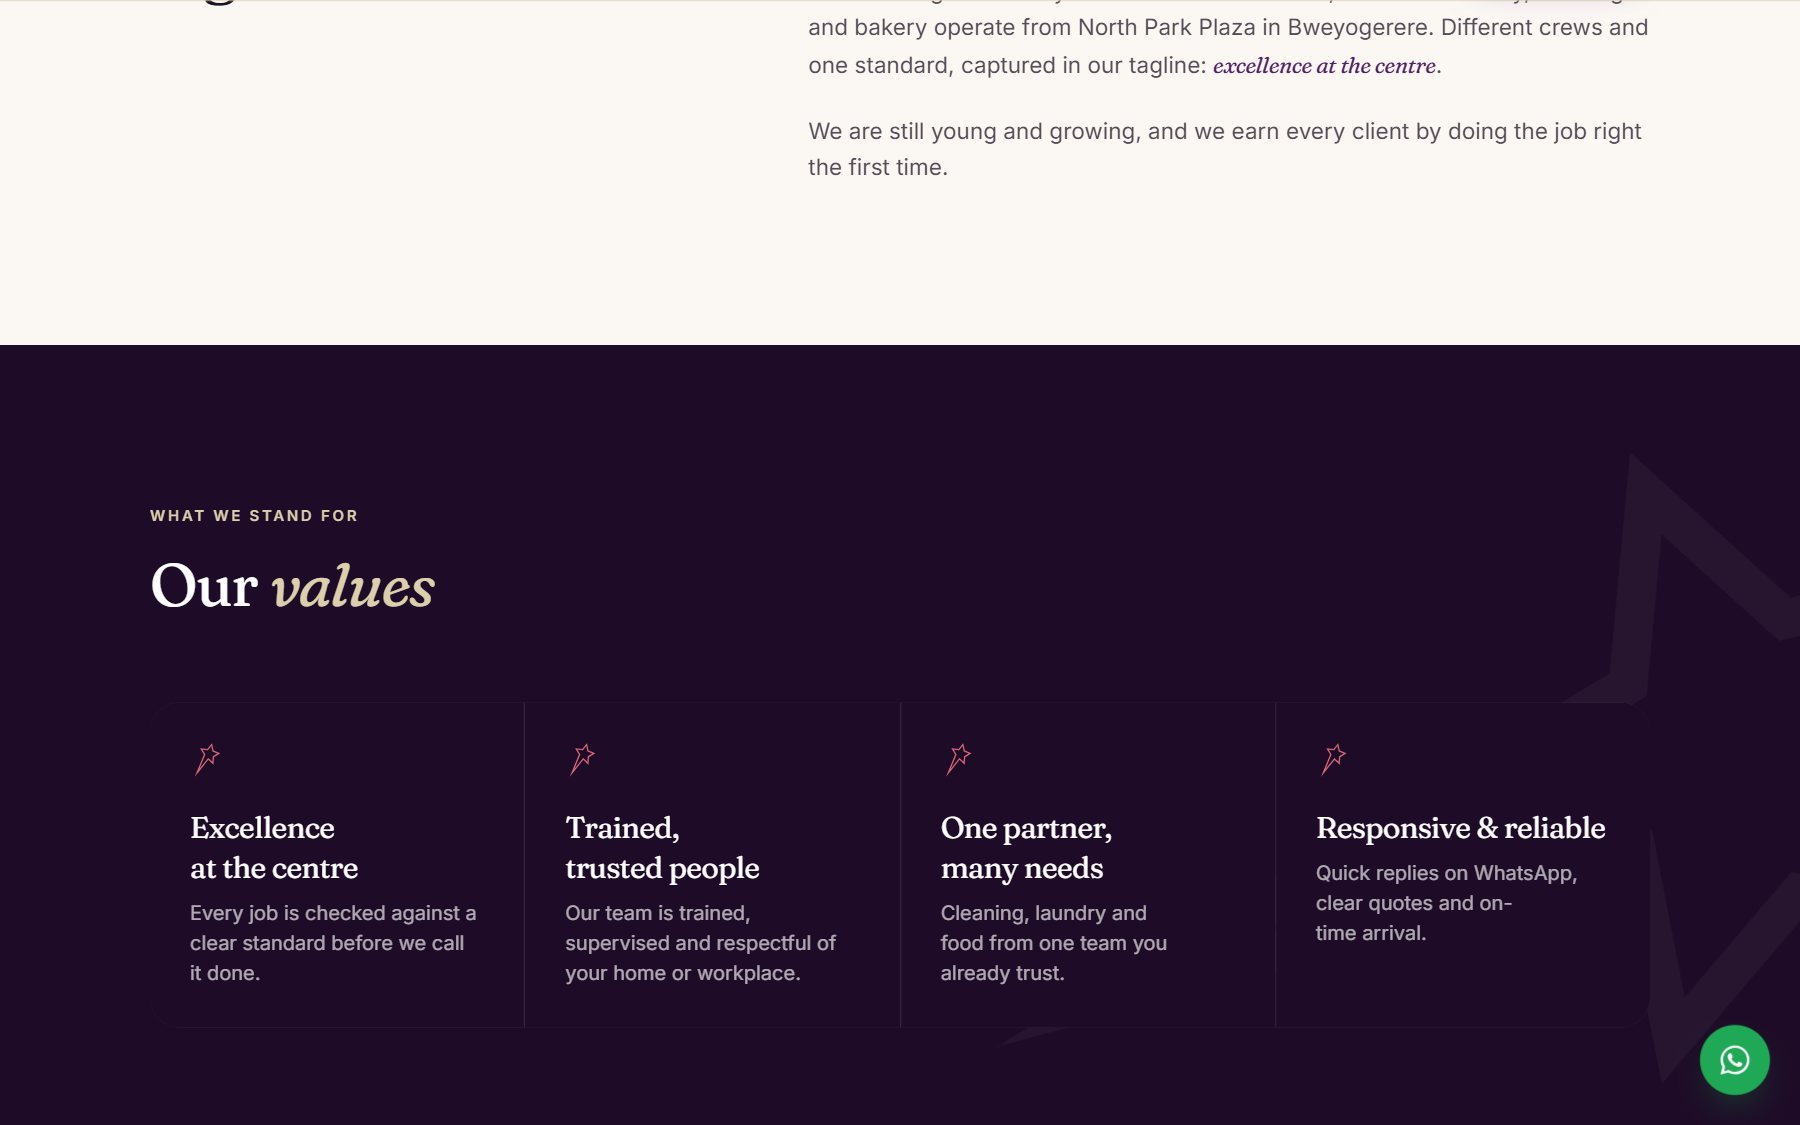 and bakery operate from North Park Plaza in Bweyogerere. Different crews and
one standard, captured in our tagline: excellence at the centre.
We are still young and growing, and we earn every client by doing the job right
the first time.
WHAT WE STAND FOR
Our values
Excellence
at the centre
Every job is checked against a
clear standard before we call
it done.
Trained,
trusted people
Our team is trained,
supervised and respectful of
your home or workplace.
One partner,
many needs
Cleaning, laundry and
food from one team you
already trust.
Responsive & reliable
Quick replies on WhatsApp,
clear quotes and on-
time arrival.